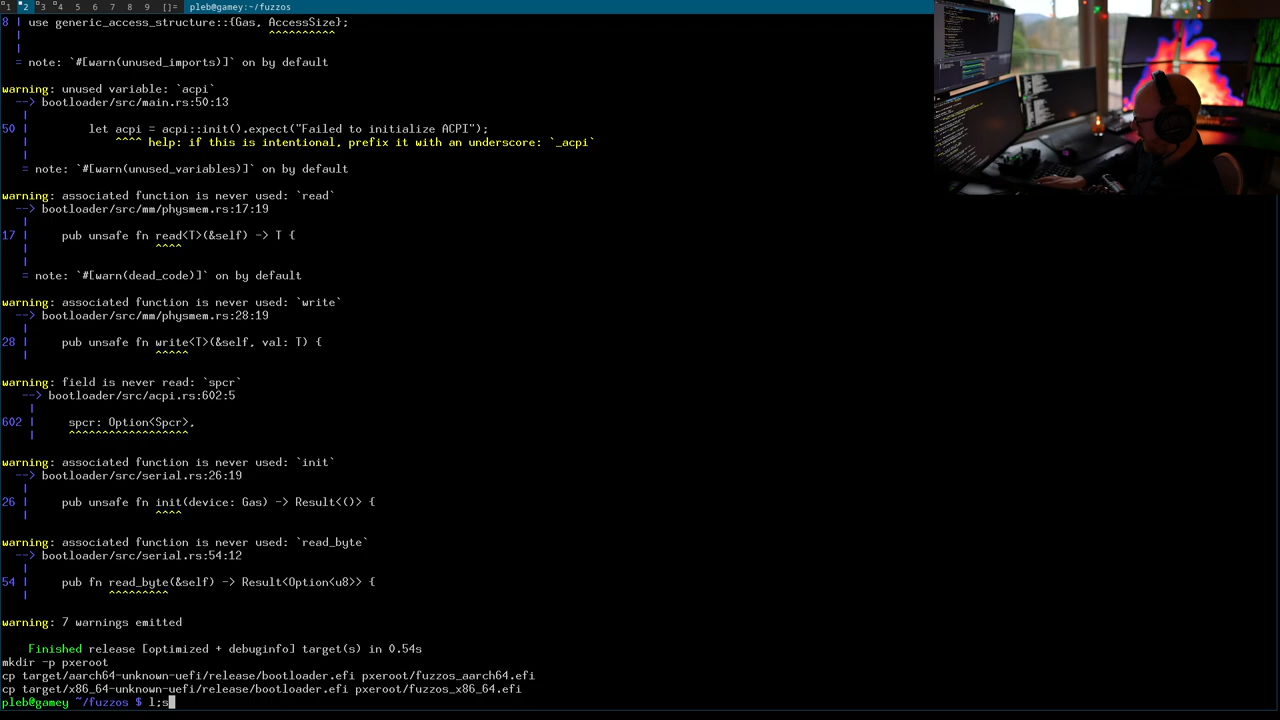 1 2 3 4 5 6 7 8 9 []= pleb@gamey:~/fuzzos
8 | use generic_access_structure::{Gas, AccessSize};
  |                                     ^^^^^^^^^^
  |
  = note: `#[warn(unused_imports)]` on by default
warning: unused variable: `acpi`
  --> bootloader/src/main.rs:50:13
   |
50 |         let acpi = acpi::init().expect("Failed to initialize ACPI");
   |             ^^^^ help: if this is intentional, prefix it with an underscore: `_acpi`
   |
   = note: `#[warn(unused_variables)]` on by default
warning: associated function is never used: `read`
  --> bootloader/src/mm/physmem.rs:17:19
   |
17 |     pub unsafe fn read<T>(&self) -> T {
   |                   ^^^^
   |
   = note: `#[warn(dead_code)]` on by default
warning: associated function is never used: `write`
  --> bootloader/src/mm/physmem.rs:28:19
   |
28 |     pub unsafe fn write<T>(&self, val: T) {
   |                   ^^^^^
warning: field is never read: `spcr`
   --> bootloader/src/acpi.rs:602:5
    |
602 |     spcr: Option<Spcr>,
    |     ^^^^^^^^^^^^^^^^^^
warning: associated function is never used: `init`
  --> bootloader/src/serial.rs:26:19
   |
26 |     pub unsafe fn init(device: Gas) -> Result<()> {
   |                   ^^^^
warning: associated function is never used: `read_byte`
  --> bootloader/src/serial.rs:54:12
   |
54 |     pub fn read_byte(&self) -> Result<Option<u8>> {
   |            ^^^^^^^^^
warning: 7 warnings emitted
    Finished release [optimized + debuginfo] target(s) in 0.54s
mkdir -p pxeroot
cp target/aarch64-unknown-uefi/release/bootloader.efi pxeroot/fuzzos_aarch64.efi
cp target/x86_64-unknown-uefi/release/bootloader.efi pxeroot/fuzzos_x86_64.efi
pleb@gamey ~/fuzzos $ l;s